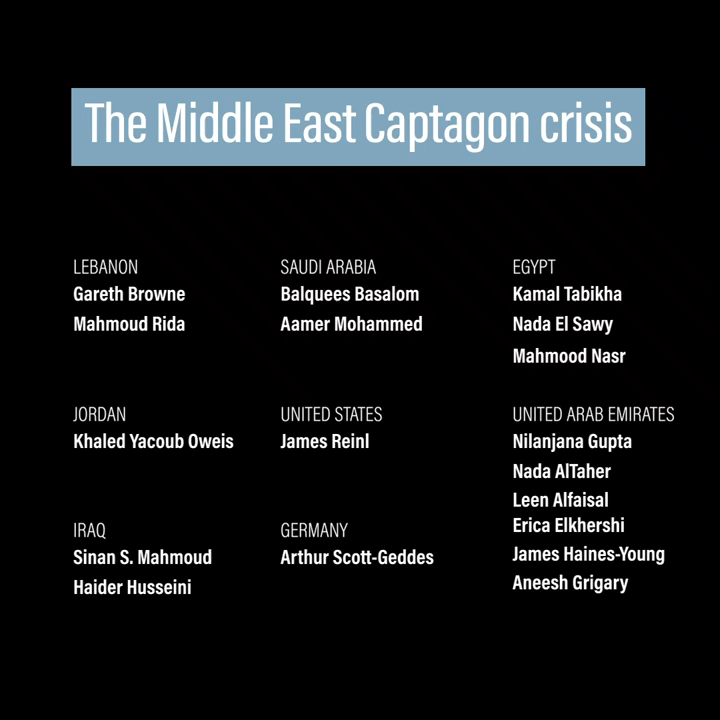 The Middle East Captagon crisis
LEBANON
Gareth Browne
Mahmoud Rida
SAUDI ARABIA
Balquees Basalom
Aamer Mohammed
EGYPT
Kamal Tabikha
Nada El Sawy
Mahmood Nasr
JORDAN
Khaled Yacoub Oweis
UNITED STATES
James Reinl
UNITED ARAB EMIRATES
Nilanjana Gupta
Nada AlTaher
Leen Alfaisal
Erica Elkhershi
James Haines-Young
Aneesh Grigary
IRAQ
Sinan S. Mahmoud
Haider Husseini
GERMANY
Arthur Scott-Geddes